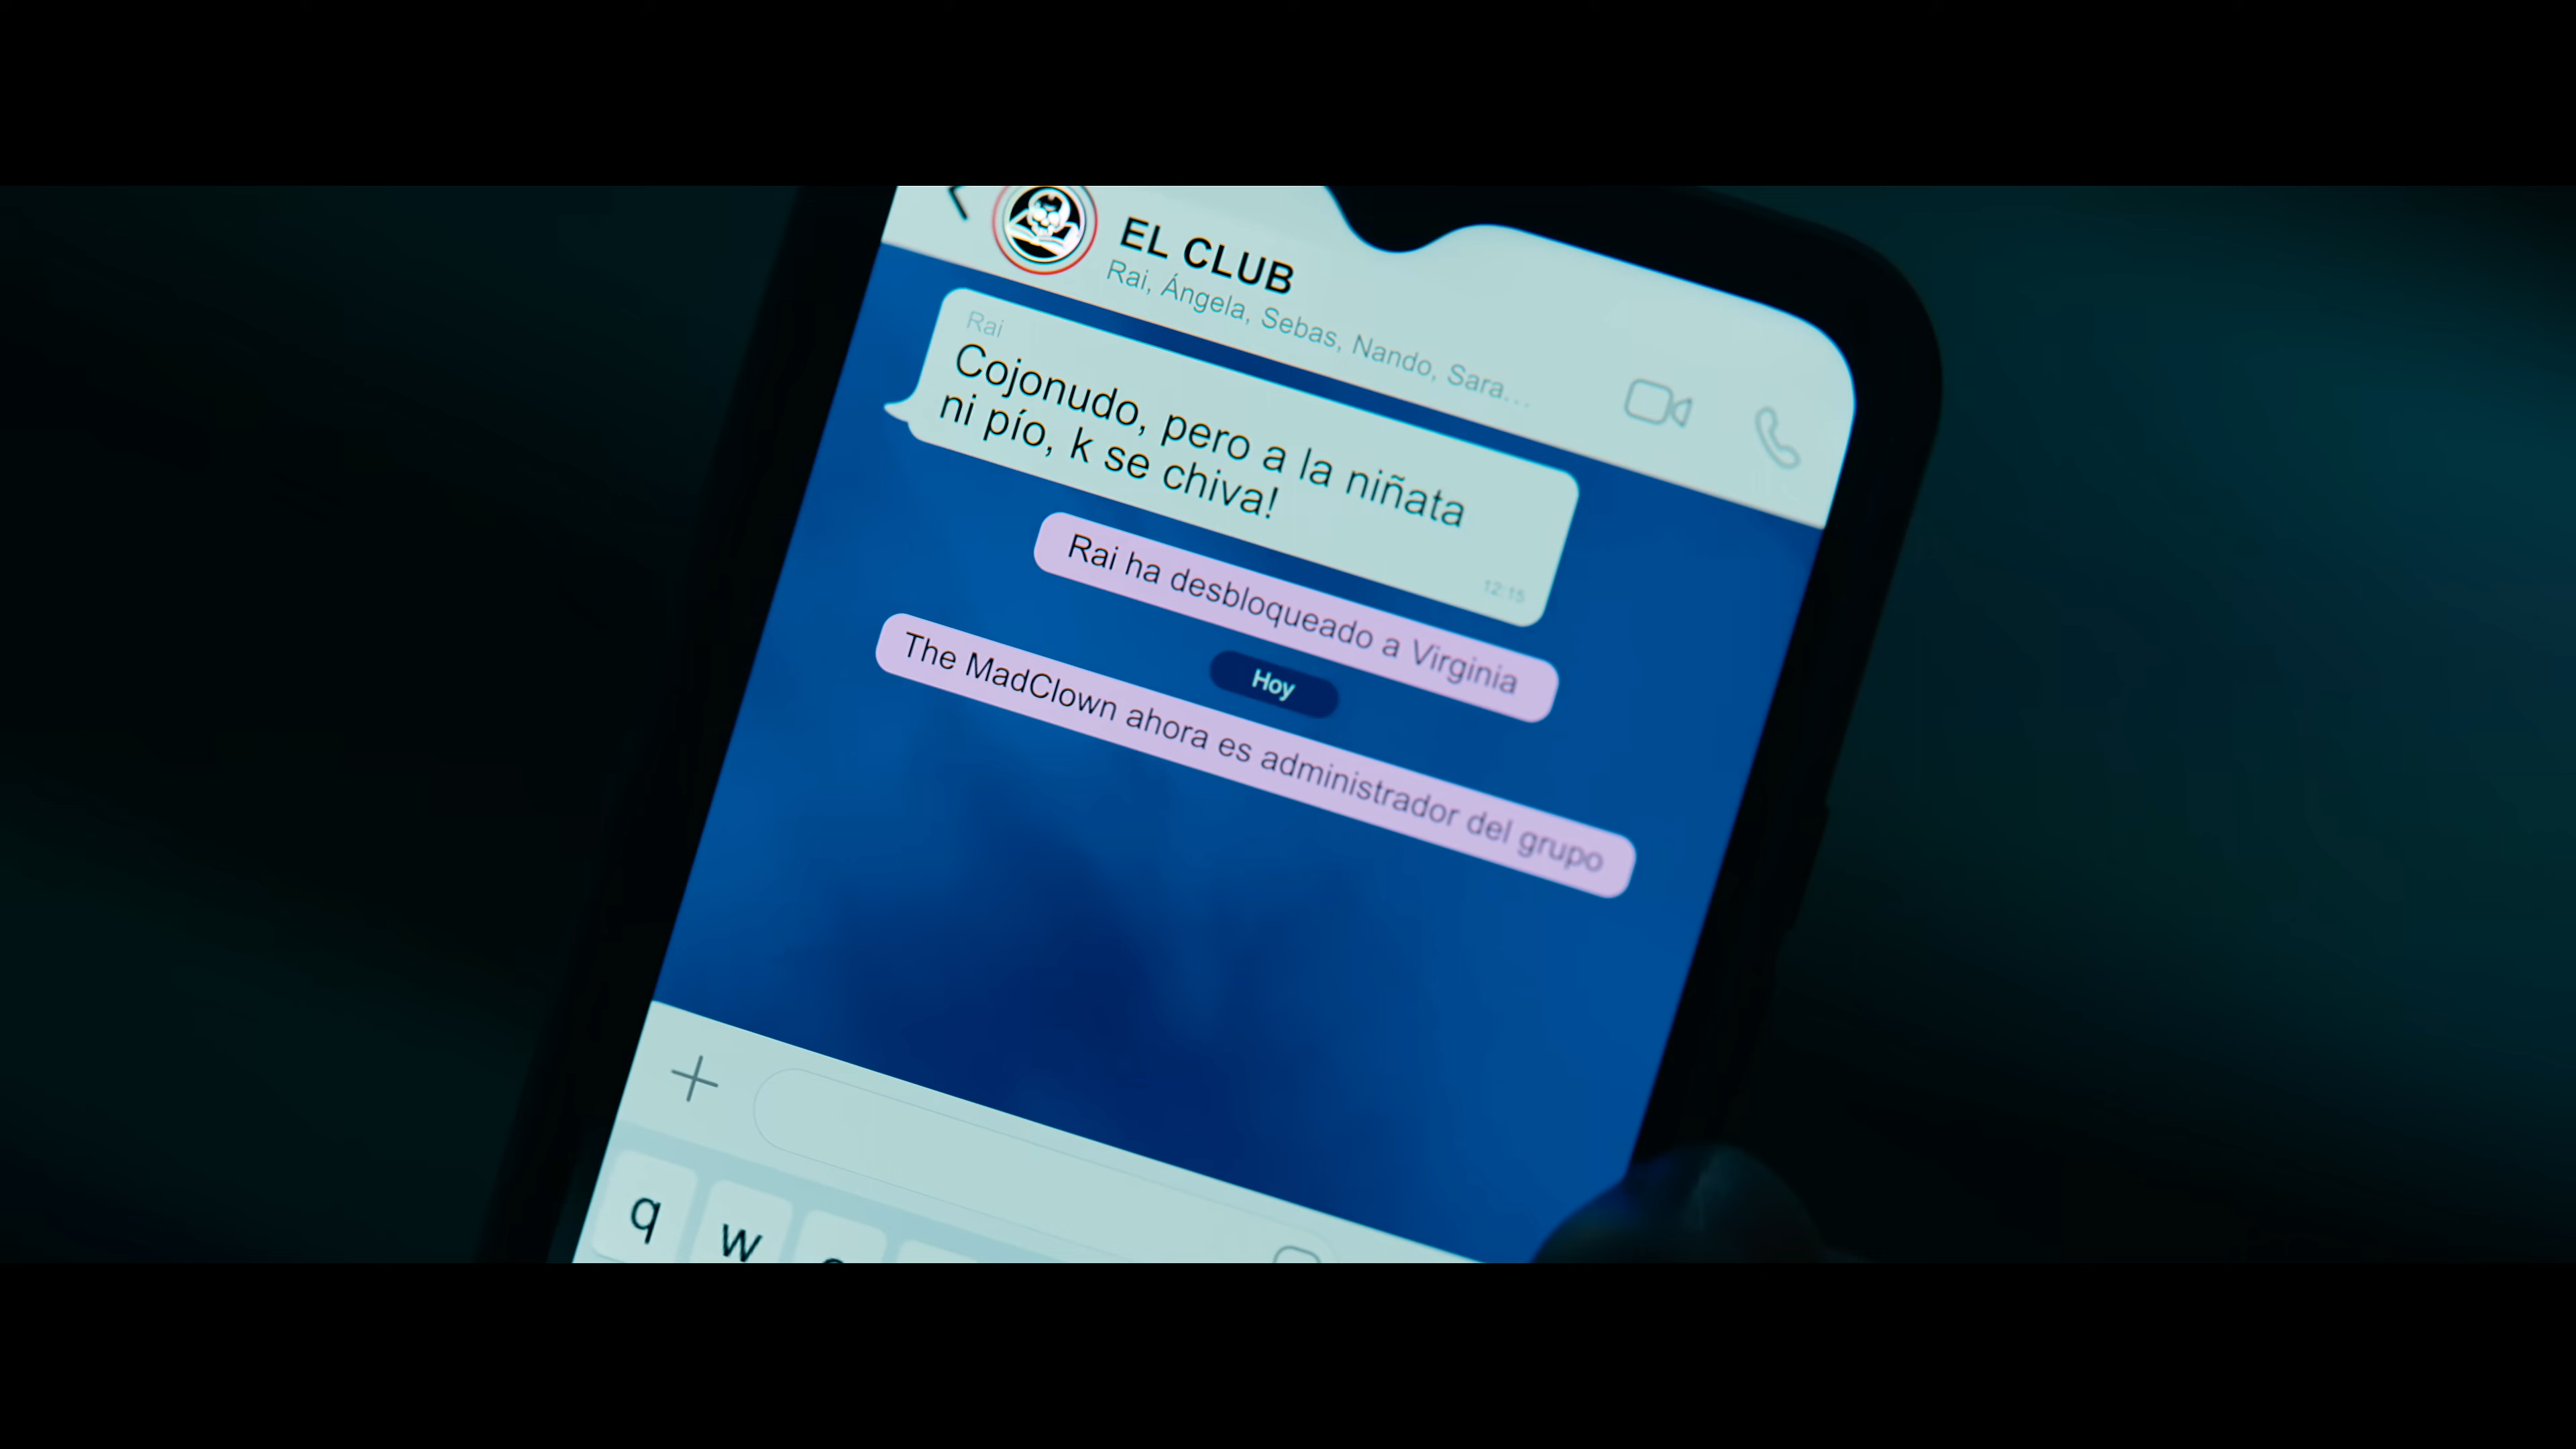 EL CLUB
Rai, Ángela, Sebas, Nando, Sara...
Rai
Cojonudo, pero a la niñata
ni pío, k se chiva!
12:15
Rai ha desbloqueado a Virginia
Hoy
The MadClown ahora es administrador del grupo
q w